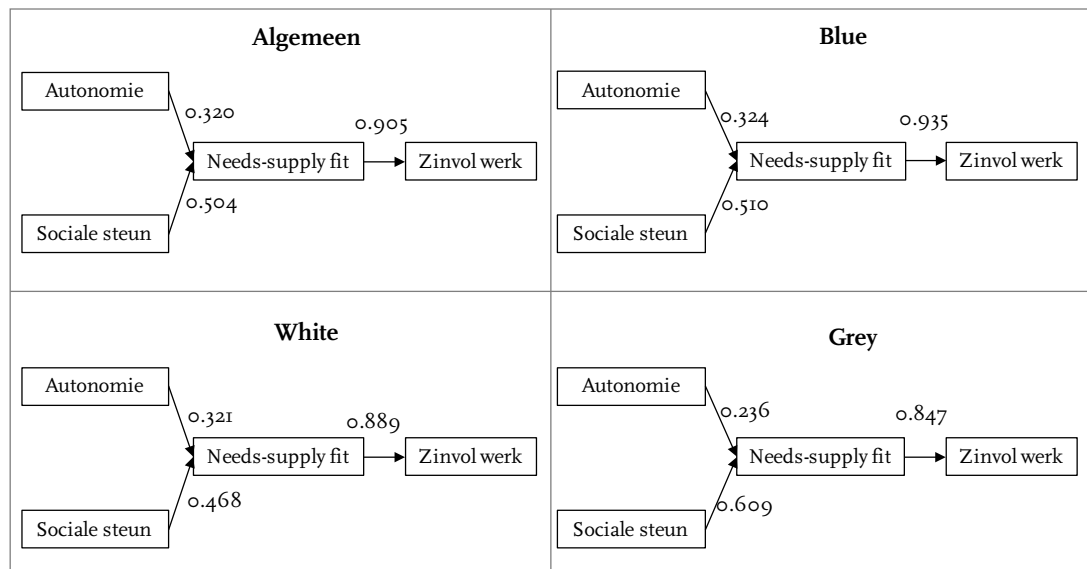 Algemeen
Autonomie
0.320
0.905
Needs-supply fit
Zinvol werk
0.504
Sociale steun
Blue
Autonomie
0.324
0.935
Needs-supply fit
Zinvol werk
0.510
Sociale steun
White
Autonomie
0.321
0.889
Needs-supply fit
Zinvol werk
0.468
Sociale steun
Grey
Autonomie
0.236
0.847
Needs-supply fit
Zinvol werk
0.609
Sociale steun